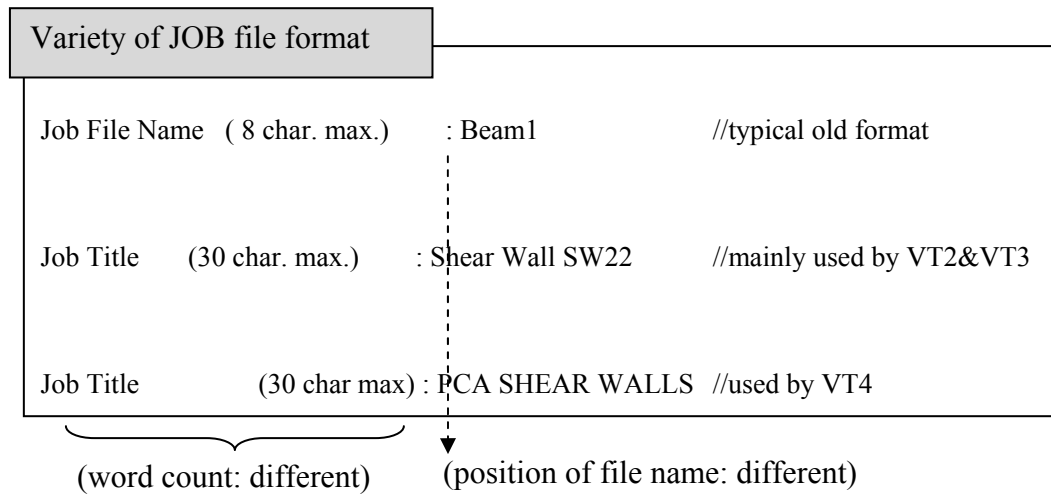 Variety of JOB file format
Job File Name ( 8 char. max.) : Beam1 //typical old format
Job Title (30 char. max.) : Shear Wall SW22 //mainly used by VT2&VT3
Job Title (30 char max) : PCA SHEAR WALLS //used by VT4
(word count: different) (position of file name: different)